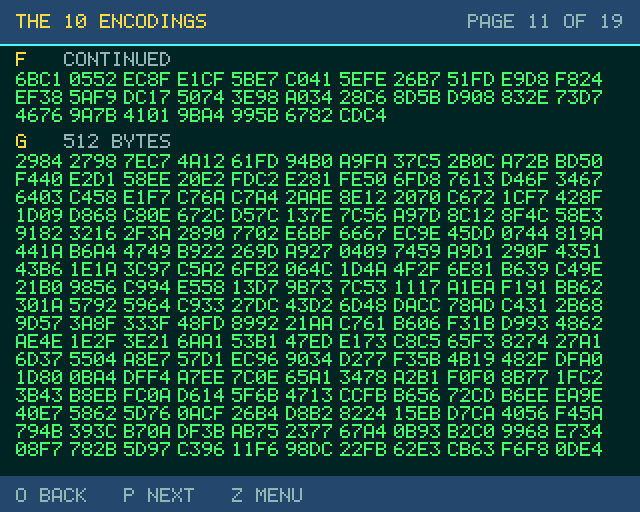 THE 10 ENCODINGS PAGE 11 OF 19
F CONTINUED
6BC1 0552 EC8F E1CF 5BE7 C041 5EFE 26B7 51FD E9D8 F824
EF38 5AF9 DC17 5074 3E98 A034 28C6 8D5B D908 832E 73D7
4676 9A7B 4101 9BA4 995B 6782 CDC4
G 512 BYTES
2984 2798 7EC7 4A12 61FD 94B0 A9FA 37C5 2B0C A72B BD50
F440 E2D1 58EE 20E2 FDC2 E281 FE50 6FD8 7613 D46F 3467
6403 C458 E1F7 C76A C7A4 2AAE 8E12 2070 C672 1CF7 428F
1D09 D868 C80E 672C D57C 137E 7C56 A97D 8C12 8F4C 58E3
9182 3216 2F3A 2890 7702 E6BF 6667 EC9E 45DD 0744 819A
441A B6A4 4749 B922 269D A927 0409 7459 A9D1 290F 4351
43B6 1E1A 3C97 C5A2 6FB2 064C 1D4A 4F2F 6E81 B639 C49E
21B0 9856 C994 E558 13D7 9B73 7C53 1117 A1EA F191 BB62
301A 5792 5964 C933 27DC 43D2 6D48 DACC 78AD C431 2B68
9D57 3A8F 333F 48FD 8992 21AA C761 B606 F31B D993 4862
AE4E 1E2F 3E21 6AA1 53B1 47ED E173 C8C5 65F3 8274 27A1
6D37 5504 A8E7 57D1 EC96 9034 D277 F35B 4B19 482F DFA0
1D80 0BA4 DFF4 A7EE 7C0E 65A1 3478 A2B1 F0F0 8B77 1FC2
3B43 B8EB FC0A D614 5F6B 4713 CCFB B656 72CD B6EE EA9E
40E7 5862 5D76 0ACF 26B4 D8B2 8224 15EB D7CA 4056 F45A
794B 393C B70A DF3B AB75 2377 67A4 0B93 B2C0 9968 E734
08F7 782B 5D97 C396 11F6 98DC 22FB 62E3 CB63 F6F8 0DE4
O BACK P NEXT Z MENU